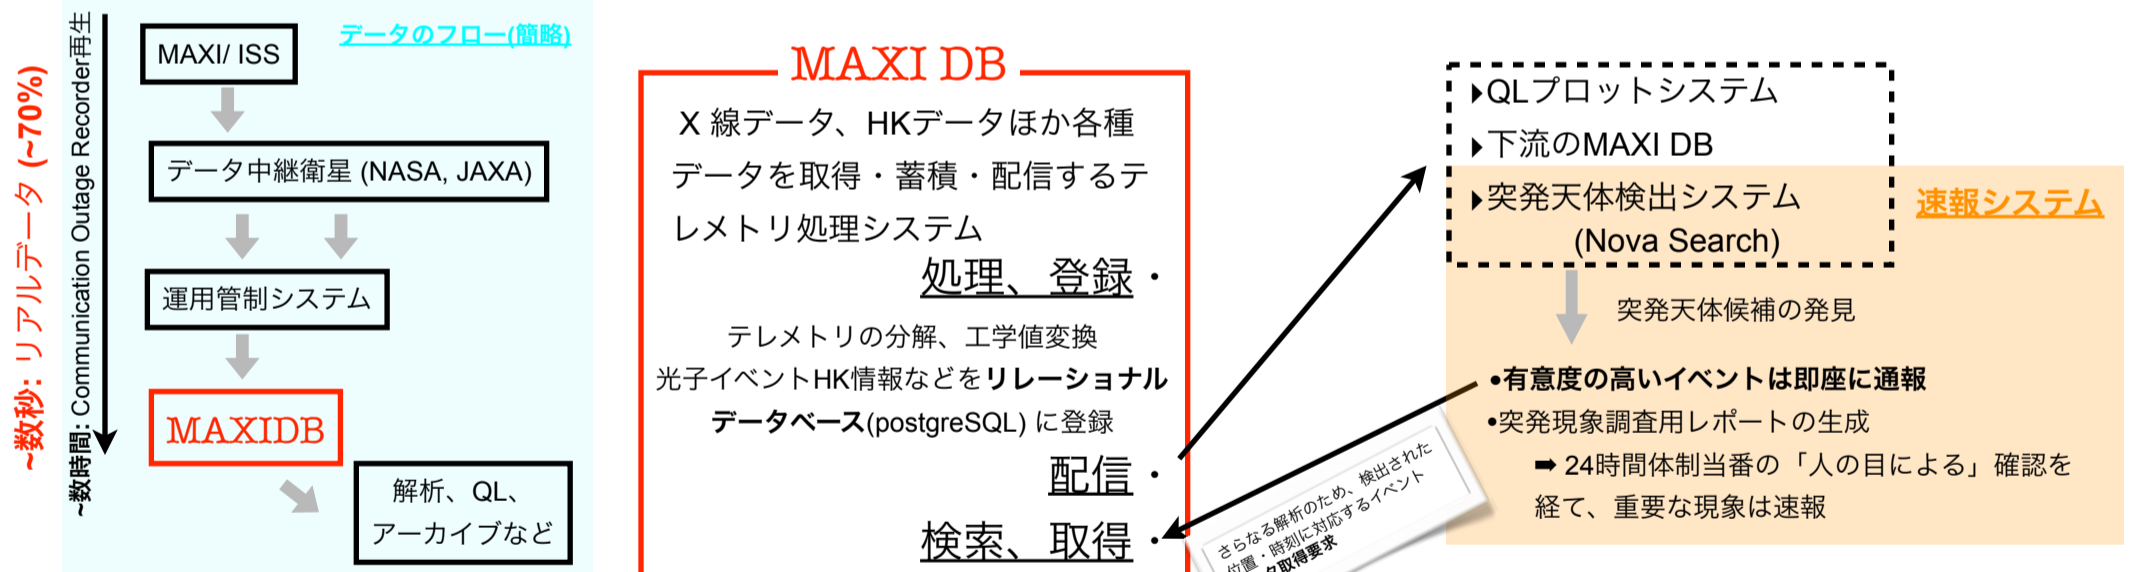 ~数秒: リアルデータ (~70%)
~数時間: Communication Outage Recorder再生
データのフロー(簡略)
MAXI/ ISS
データ中継衛星 (NASA, JAXA)
運用管制システム
MAXIDB
解析、QL、
アーカイブなど
MAXI DB
X 線データ、HKデータほか各種
データを取得・蓄積・配信するテ
レメトリ処理システム
処理、登録・
テレメトリの分解、工学値変換
光子イベントHK情報などをリレーショナル
データベース(postgreSQL) に登録
配信・
検索、取得・
さらなる解析のため、検出された
位置・時刻に対応するイベント
タ取得要求
▸QLプロットシステム
▸下流のMAXI DB
▸突発天体検出システム
(Nova Search)
速報システム
突発天体候補の発見
•有意度の高いイベントは即座に通報
•突発現象調査用レポートの生成
➡ 24時間体制当番の「人の目による」確認を
経て、重要な現象は速報